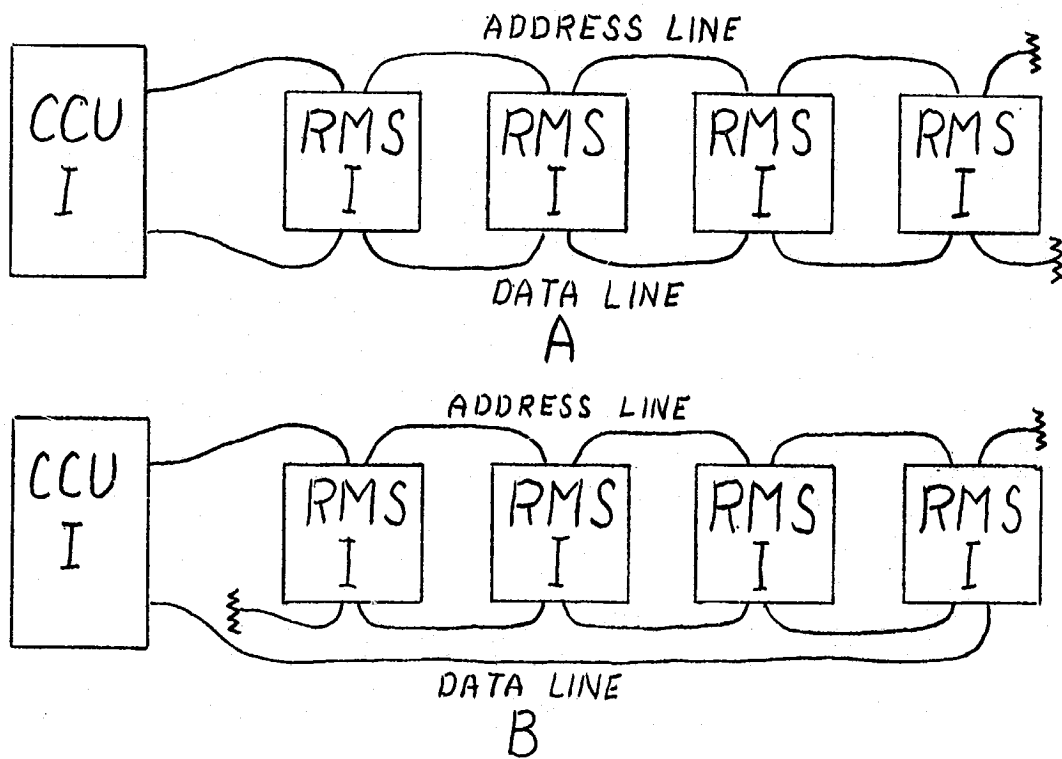 ADDRESS LINE
CCU
I
RMS
I
RMS
I
RMS
I
RMS
I
DATA LINE
A
ADDRESS LINE
CCU
I
RMS
I
RMS
I
RMS
I
RMS
I
DATA LINE
B